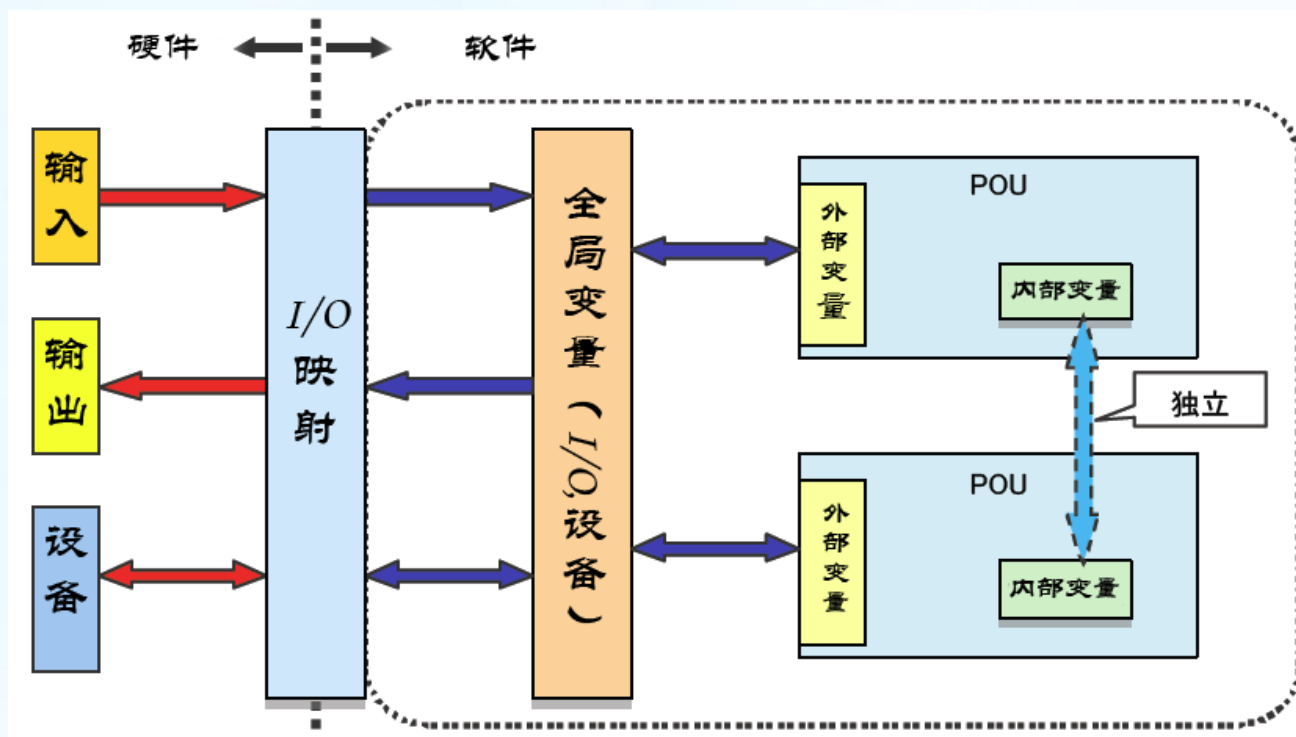 硬件
软件
输入
输出
设备
I/O映射
全局变量（I/O,设备）
POU
外部变量
内部变量
独立
POU
外部变量
内部变量